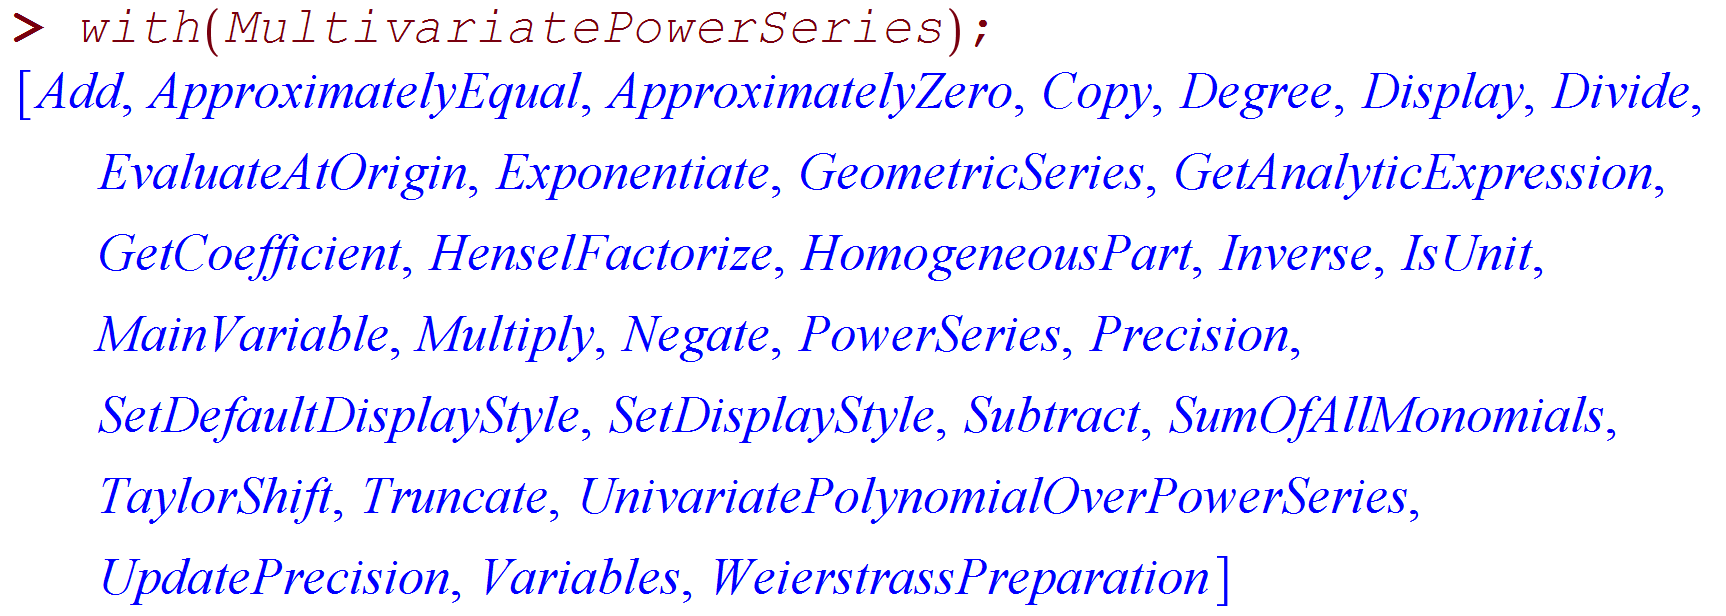 > with(MultivariatePowerSeries);
[Add, ApproximatelyEqual, ApproximatelyZero, Copy, Degree, Display, Divide,
EvaluateAtOrigin, Exponentiate, GeometricSeries, GetAnalyticExpression,
GetCoefficient, HenselFactorize, HomogeneousPart, Inverse, IsUnit,
MainVariable, Multiply, Negate, PowerSeries, Precision,
SetDefaultDisplayStyle, SetDisplayStyle, Subtract, SumOfAllMonomials,
TaylorShift, Truncate, UnivariatePolynomialOverPowerSeries,
UpdatePrecision, Variables, WeierstrassPreparation]